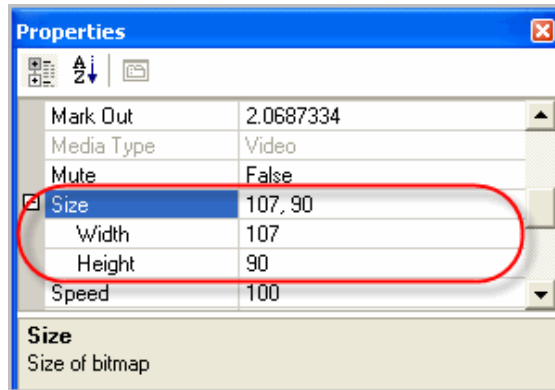 Properties
Mark Out 2.0687334
Media Type Video
Mute False
Size 107, 90
Width 107
Height 90
Speed 100
Size
Size of bitmap